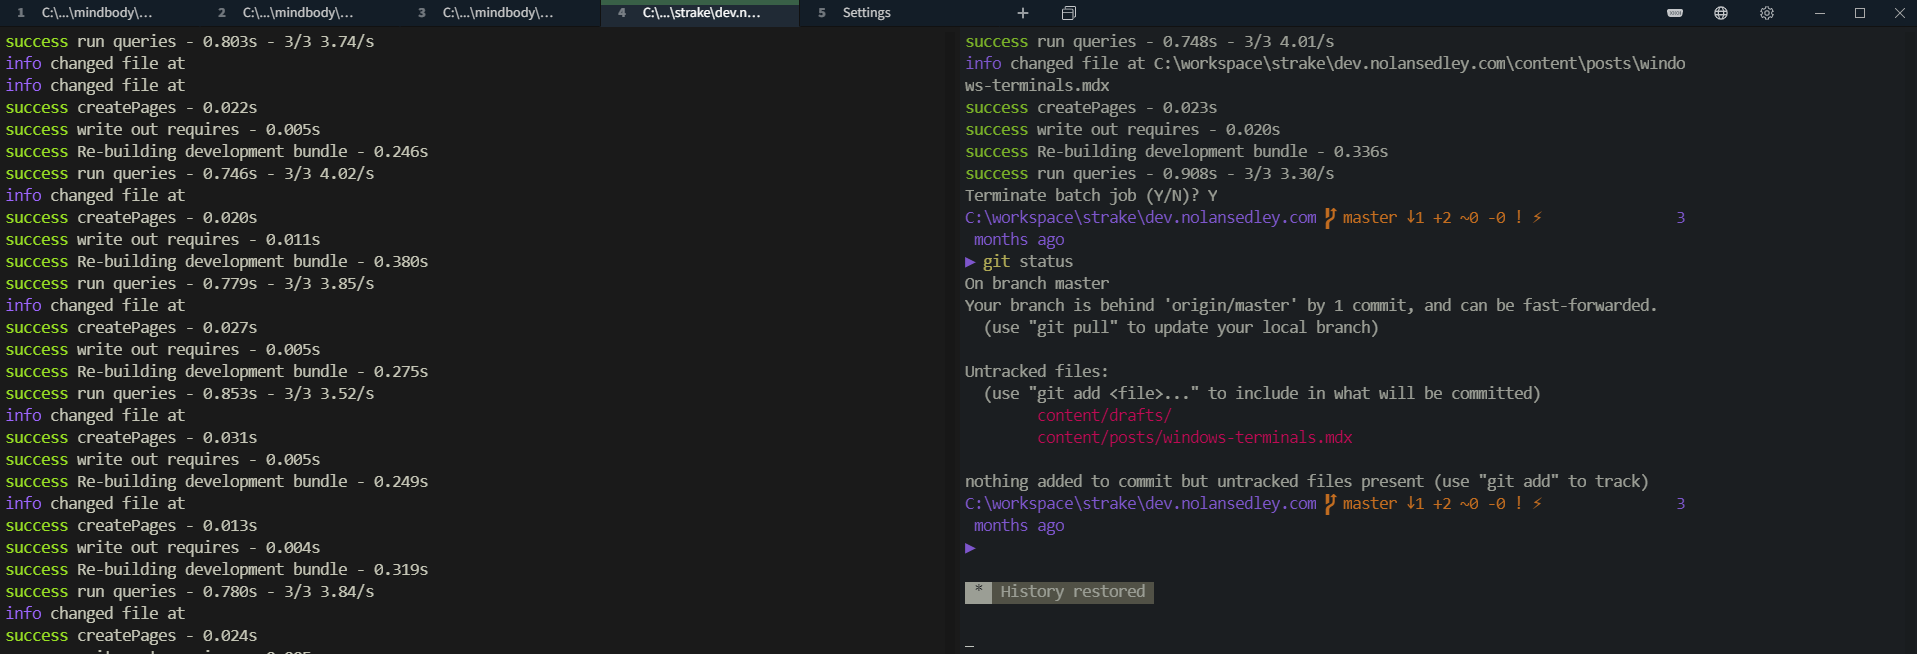 1 C:\...\mindbody\... 2 C:\...\mindbody\... 3 C:\...\mindbody\... 4 C:\...\strake\dev.n... 5 Settings
success run queries - 0.803s - 3/3 3.74/s
info changed file at
info changed file at
success createPages - 0.022s
success write out requires - 0.005s
success Re-building development bundle - 0.246s
success run queries - 0.746s - 3/3 4.02/s
info changed file at
success createPages - 0.020s
success write out requires - 0.011s
success Re-building development bundle - 0.380s
success run queries - 0.779s - 3/3 3.85/s
info changed file at
success createPages - 0.027s
success write out requires - 0.005s
success Re-building development bundle - 0.275s
success run queries - 0.853s - 3/3 3.52/s
info changed file at
success createPages - 0.031s
success write out requires - 0.005s
success Re-building development bundle - 0.249s
info changed file at
success createPages - 0.013s
success write out requires - 0.004s
success Re-building development bundle - 0.319s
success run queries - 0.780s - 3/3 3.84/s
info changed file at
success createPages - 0.024s
success run queries - 0.748s - 3/3 4.01/s
info changed file at C:\workspace\strake\dev.nolansedley.com\content\posts\windo
ws-terminals.mdx
success createPages - 0.023s
success write out requires - 0.020s
success Re-building development bundle - 0.336s
success run queries - 0.908s - 3/3 3.30/s
Terminate batch job (Y/N)? Y
C:\workspace\strake\dev.nolansedley.com master ↓1 +2 ~0 -0 ! ⚡ 3
months ago
▶ git status
On branch master
Your branch is behind 'origin/master' by 1 commit, and can be fast-forwarded.
(use "git pull" to update your local branch)
Untracked files:
(use "git add <file>..." to include in what will be committed)
content/drafts/
content/posts/windows-terminals.mdx
nothing added to commit but untracked files present (use "git add" to track)
C:\workspace\strake\dev.nolansedley.com master ↓1 +2 ~0 -0 ! ⚡ 3
months ago
▶
* History restored